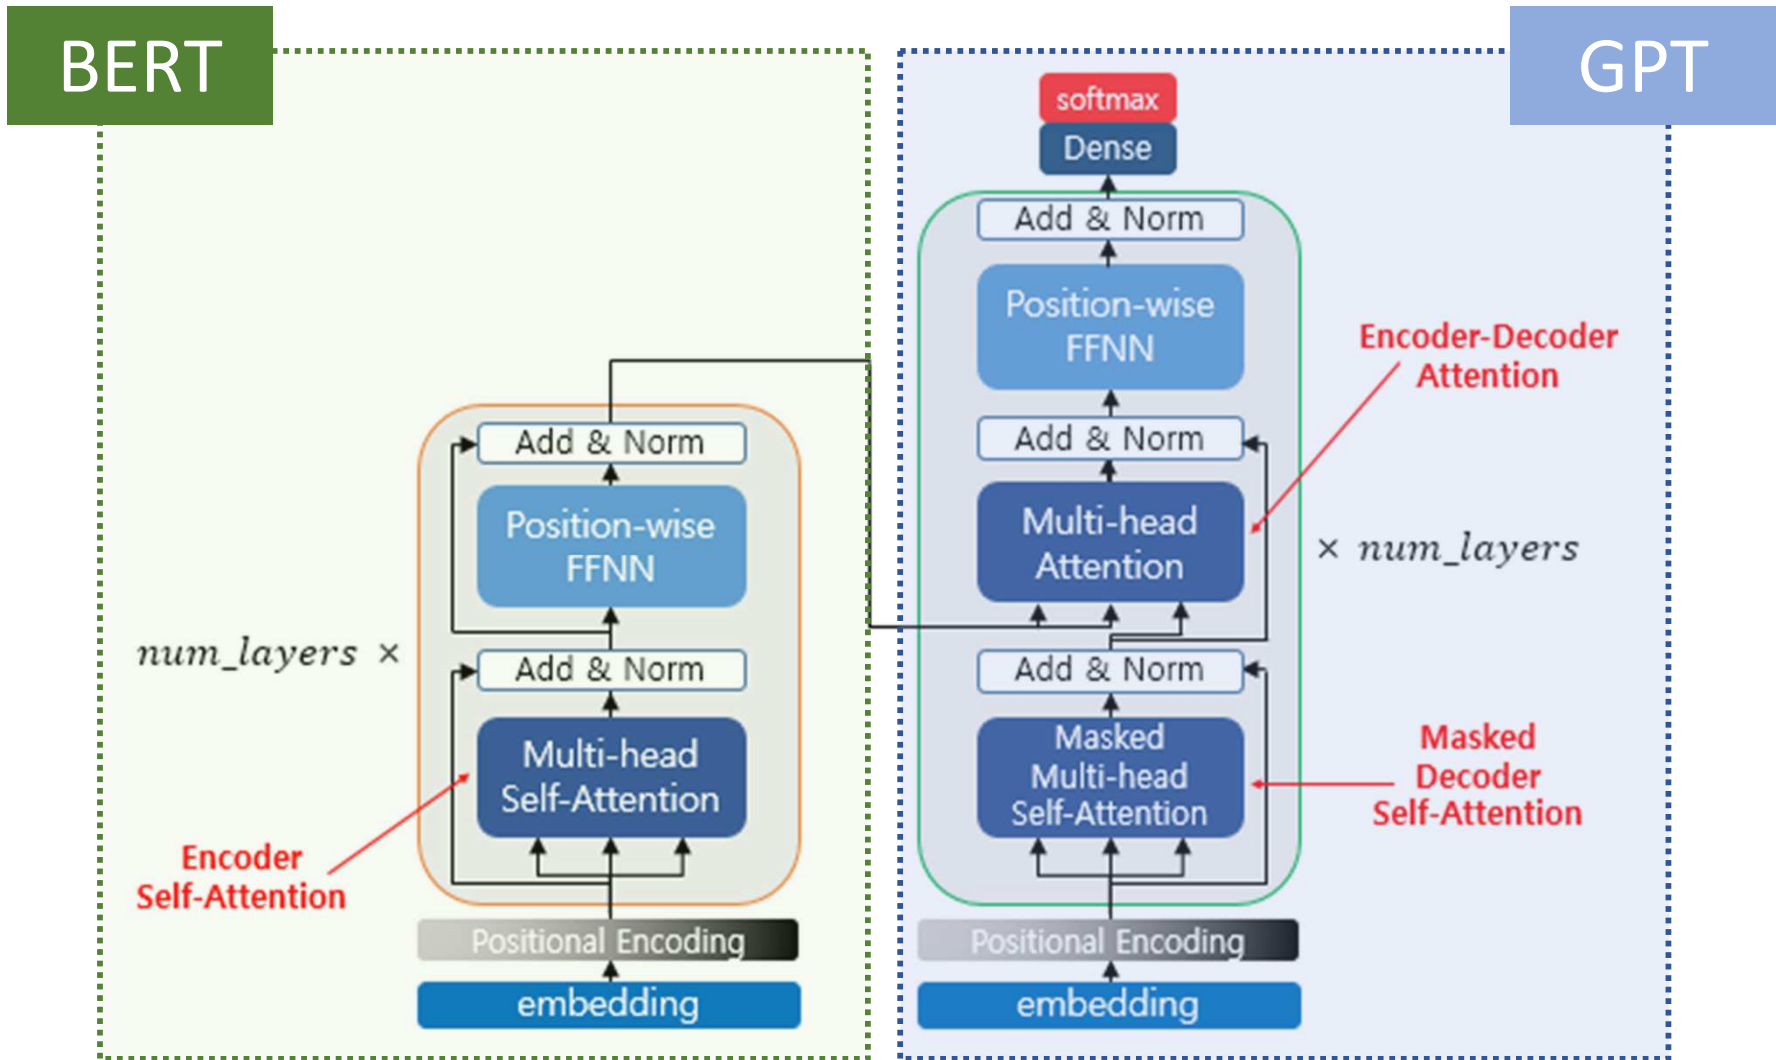 BERT
num_layers ×
Add & Norm
Position-wise
FFNN
Add & Norm
Multi-head
Self-Attention
Encoder
Self-Attention
Positional Encoding
embedding
GPT
softmax
Dense
Add & Norm
Position-wise
FFNN
Encoder-Decoder
Attention
Add & Norm
Multi-head
Attention
× num_layers
Add & Norm
Masked
Multi-head
Self-Attention
Masked
Decoder
Self-Attention
Positional Encoding
embedding